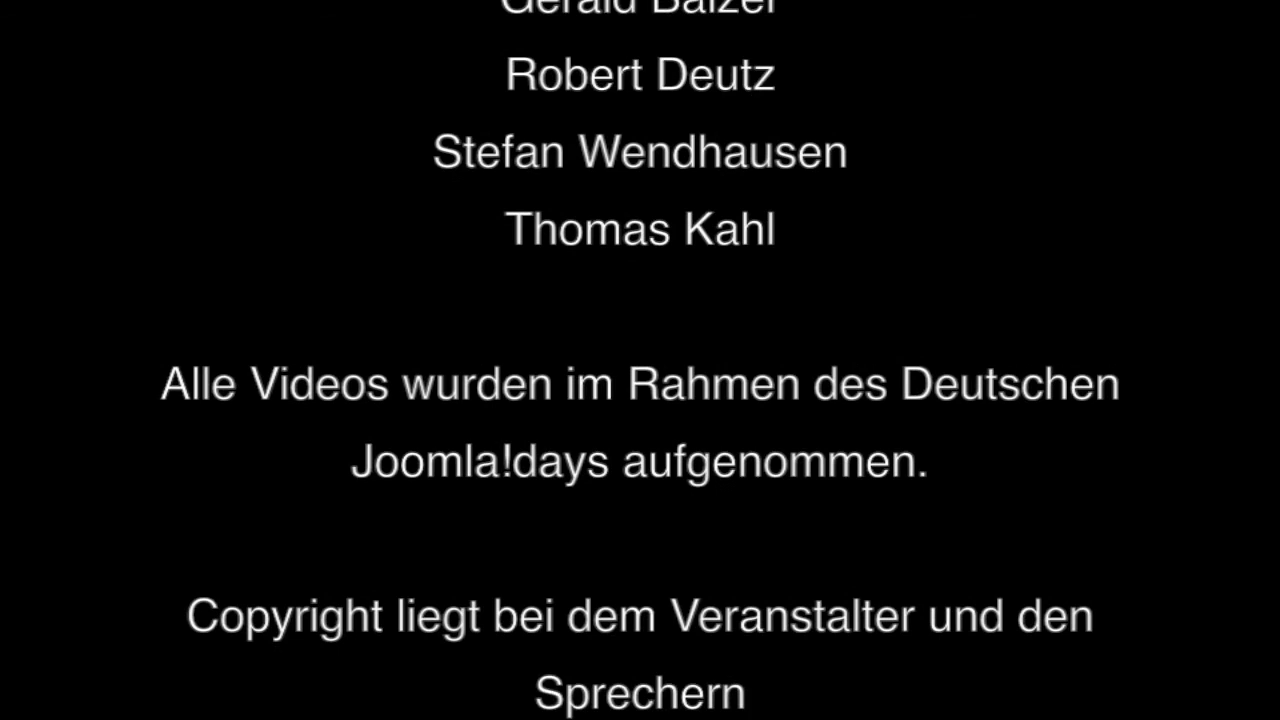 Robert Deutz
Stefan Wendhausen
Thomas Kahl
Alle Videos wurden im Rahmen des Deutschen
Joomla!days aufgenommen.
Copyright liegt bei dem Veranstalter und den
Sprechern